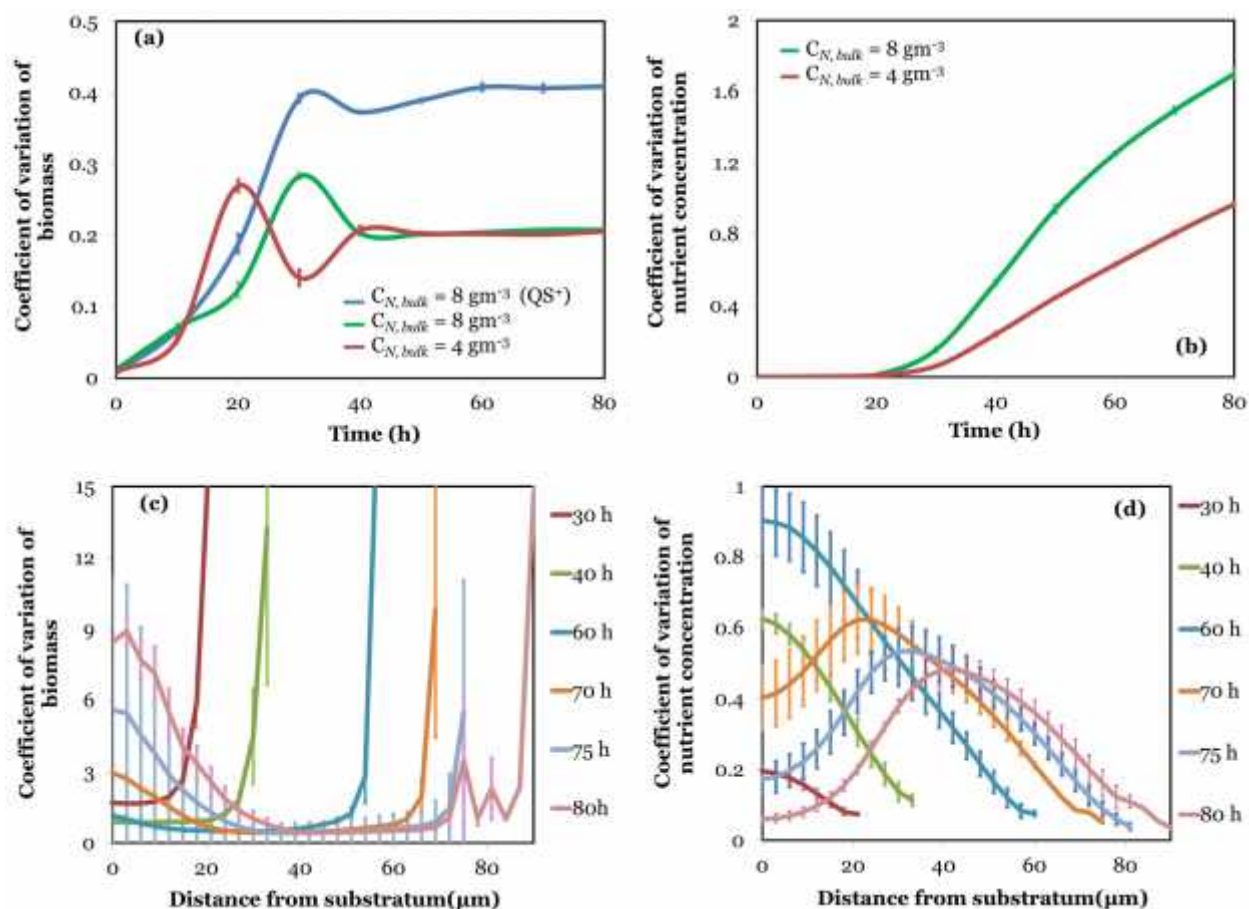 (a)
Coefficient of variation of
biomass
0.5
0.4
0.3
0.2
0.1
0
0
20
40
60
80
Time (h)
C_{N, bulk} = 8 gm⁻³ (QS⁺)
C_{N, bulk} = 8 gm⁻³
C_{N, bulk} = 4 gm⁻³
(b)
Coefficient of variation of
nutrient concentration
2
1.6
1.2
0.8
0.4
0
0
20
40
60
80
Time (h)
C_{N, bulk} = 8 gm⁻³
C_{N, bulk} = 4 gm⁻³
(c)
Coefficient of variation of
biomass
15
12
9
6
3
0
0
20
40
60
80
Distance from substratum(µm)
30 h
40 h
60 h
70 h
75 h
80h
(d)
Coefficient of variation of
nutrient concentration
1
0.8
0.6
0.4
0.2
0
0
20
40
60
80
Distance from substratum(µm)
30 h
40 h
60 h
70 h
75 h
80 h